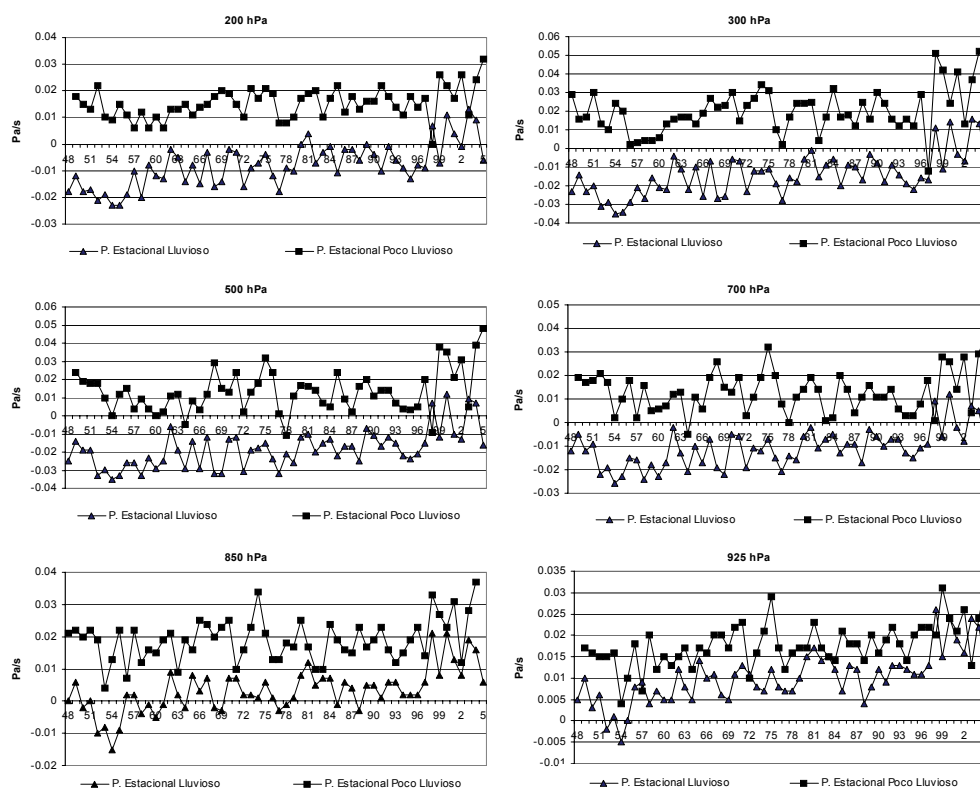 200 hPa
Pa/s
0.04
0.03
0.02
0.01
0
-0.01
-0.02
-0.03
48 51 54 57 60 63 66 69 72 75 78 81 84 87 90 93 96 99 2 5
P. Estacional Lluvioso P. Estacional Poco Lluvioso
300 hPa
Pa/s
0.06
0.05
0.04
0.03
0.02
0.01
0
-0.01
-0.02
-0.03
-0.04
48 51 54 57 60 63 66 69 72 75 78 81 84 87 90 93 96 99
P. Estacional Lluvioso P. Estacional Poco Lluvioso
500 hPa
Pa/s
0.06
0.05
0.04
0.03
0.02
0.01
0
-0.01
-0.02
-0.03
-0.04
48 51 54 57 60 63 66 69 72 75 78 81 84 87 90 93 96 99 2 5
P. Estacional Lluvioso P. Estacional Poco Lluvioso
700 hPa
Pa/s
0.05
0.04
0.03
0.02
0.01
0
-0.01
-0.02
-0.03
48 51 54 57 60 63 66 69 72 75 78 81 84 87 90 93 96 99 2
P. Estacional Lluvioso P. Estacional Poco Lluvioso
850 hPa
Pa/s
0.04
0.03
0.02
0.01
0
-0.01
-0.02
48 51 54 57 60 63 66 69 72 75 78 81 84 87 90 93 96 99 2 5
P. Estacional Lluvioso P. Estacional Poco Lluvioso
925 hPa
Pa/s
0.035
0.03
0.025
0.02
0.015
0.01
0.005
0
-0.005
-0.01
48 51 54 57 60 63 66 69 72 75 78 81 84 87 90 93 96 99 2
P. Estacional Lluvioso P. Estacional Poco Lluvioso